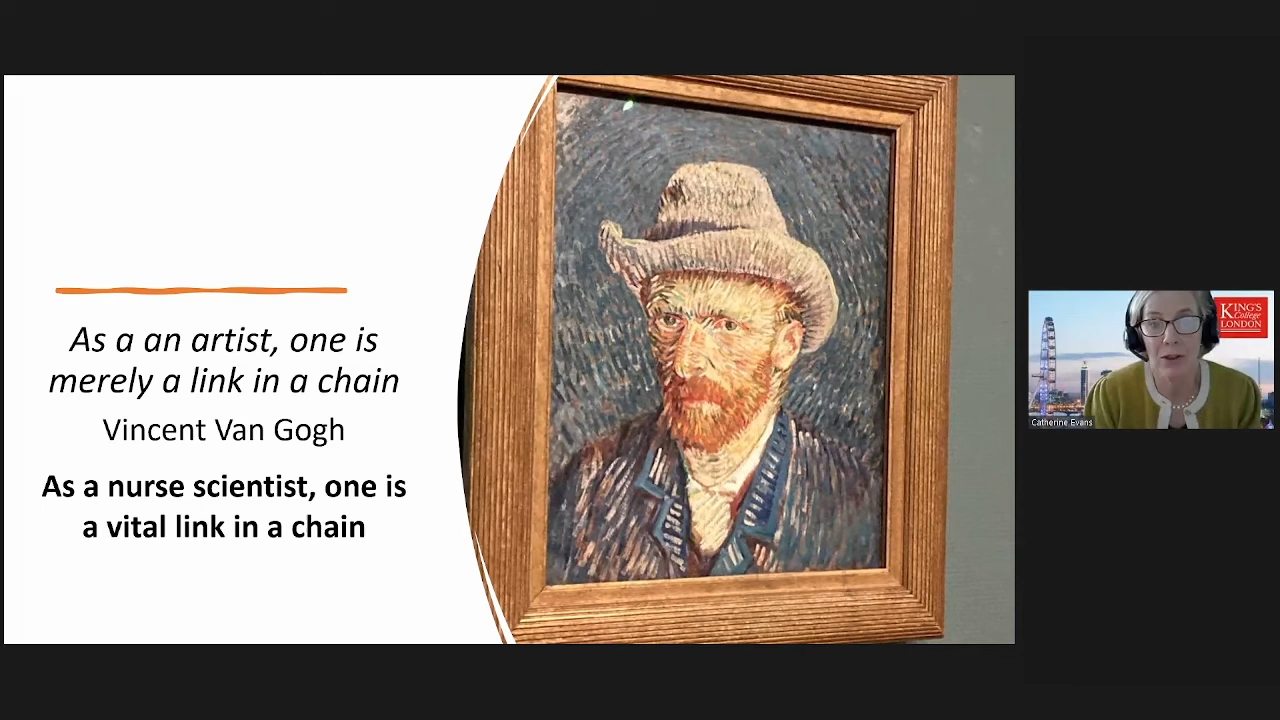 As a an artist, one is
merely a link in a chain
Vincent Van Gogh
As a nurse scientist, one is
a vital link in a chain
KING'S
College
LONDON
Catherine Evans